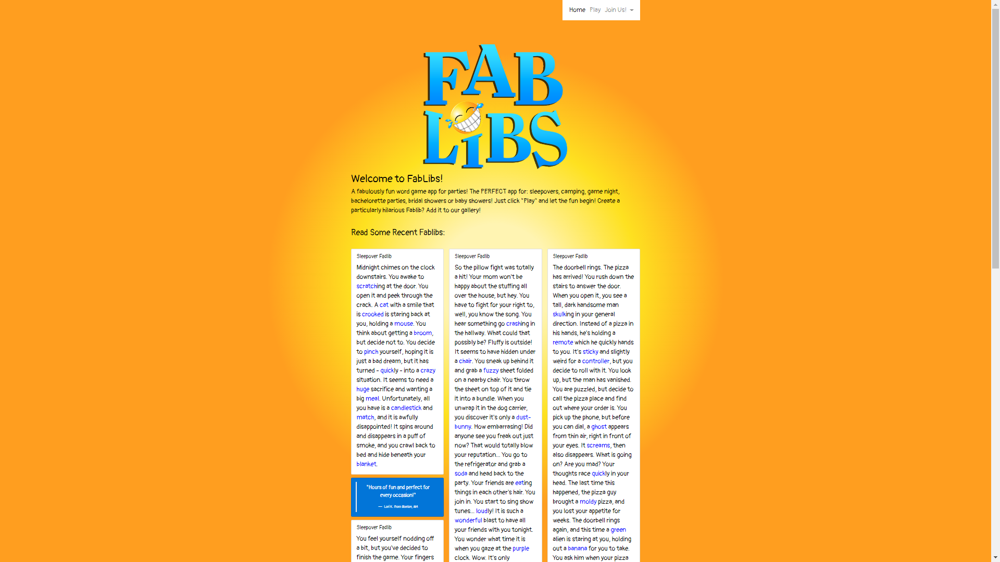 Home Play Join Us!
FAB
LiBS
Welcome to FabLibs!
A fabulously fun word game app for parties! The PERFECT app for: sleepovers, camping, game night,
bachelorette parties, bridal showers or baby showers! Just click "Play" and let the fun begin! Create a
particularly hilarious Fablib? Add it to our gallery!
Read Some Recent Fablibs:
Sleepover Fadlib
Midnight chimes on the clock
downstairs. You awake to
scratching at the door. You
open it and peek through the
crack. A cat with a smile that
is crooked is staring back at
you, holding a mouse. You
think about getting a broom,
but decide not to. You decide
to pinch yourself, hoping it is
just a bad dream, but it has
turned - quickly - into a crazy
situation. It seems to need a
huge sacrifice and wanting a
big meal. Unfortunately, all
you have is a candlestick and
match, and it is awfully
disappointed! It spins around
and disappears in a puff of
smoke, and you crawl back to
bed and hide beneath your
blanket.
"Hours of fun and perfect for
every occasion!"
— Lori K. from Boston, MA
Sleepover Fadlib
You feel yourself nodding off
a bit, but you've decided to
finish the game. Your fingers
Sleepover Fadlib
So the pillow fight was totally
a hit! Your mom won't be
happy about the stuffing all
over the house, but hey. You
have to fight for your right to,
well, you know the song. You
hear something go crashing in
the hallway. What could that
possibly be? Fluffy is outside!
It seems to have hidden under
a chair. You sneak up behind it
and grab a fuzzy sheet folded
on a nearby chair. You throw
the sheet on top of it and tie
it into a bundle. When you
unwrap it in the dog carrier,
you discover it's only a dust-
bunny. How embarrasing! Did
anyone see you freak out just
now? That would totally blow
your reputation... You go to
the refrigerator and grab a
soda and head back to the
party. Your friends are eating
things in each other's hair. You
join in. You start to sing show
tunes... loudly! It is such a
wonderful blast to have all
your friends with you tonight.
You wonder what time it is
when you gaze at the purple
clock. Wow. It's only
Sleepover Fadlib
The doorbell rings. The pizza
has arrived! You rush down the
stairs to answer the door.
When you open it, you see a
tall, dark handsome man
skulking in your general
direction. Instead of a pizza in
his hands, he's holding a
remote which he quickly hands
to you. It's sticky and slightly
weird for a controller, but you
decide to roll with it. You look
up, but the man has vanished.
You are puzzled, but decide to
call the pizza place and find
out where your order is. You
pick up the phone, but before
you can dial, a ghost appears
from thin air, right in front of
your eyes. It screams, then
also disappears. What is going
on? Are you mad? Your
thoughts race quickly in your
head. The last time this
happened, the pizza guy
brought a moldy pizza, and
you lost your appetite for
weeks. The doorbell rings
again, and this time a green
alien is staring at you, holding
out a banana for you to take.
You ask him when your pizza